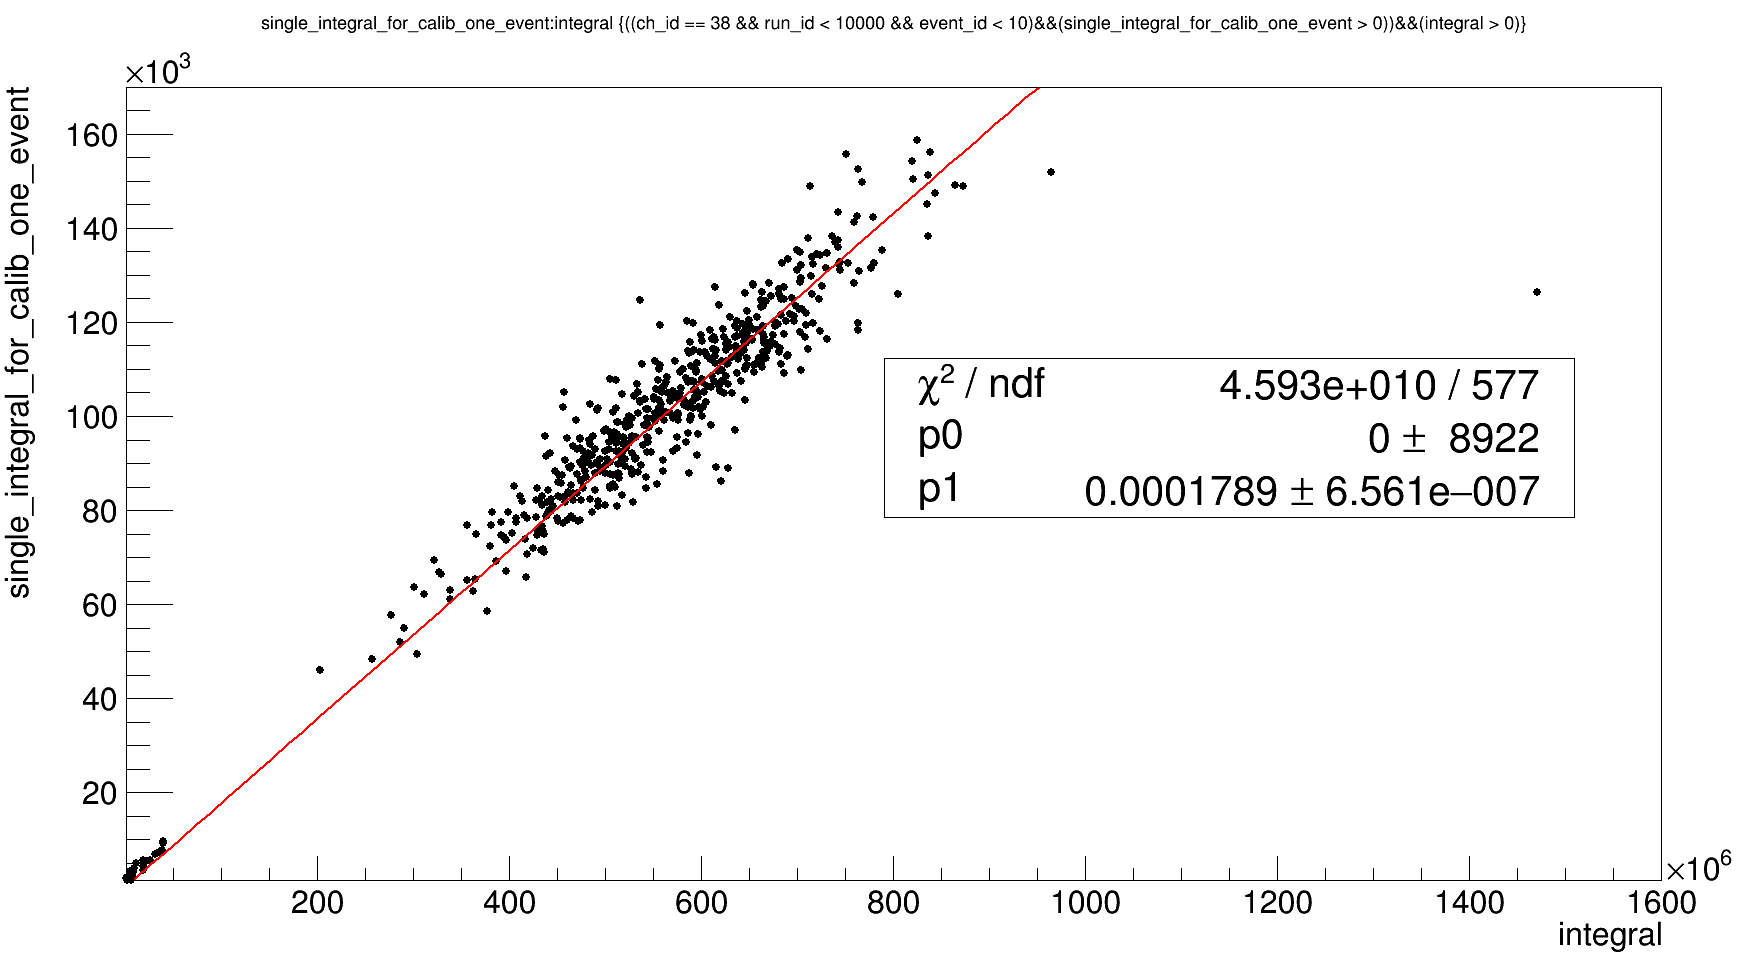 single_integral_for_calib_one_event:integral {((ch_id == 38 && run_id < 10000 && event_id < 10)&&(single_integral_for_calib_one_event > 0))&&(integral > 0)}
×10³
single_integral_for_calib_one_event
160
140
120
100
80
60
40
20
χ² / ndf 4.593e+010 / 577
p0 0 ± 8922
p1 0.0001789 ± 6.561e−007
200 400 600 800 1000 1200 1400 1600
×10⁶
integral